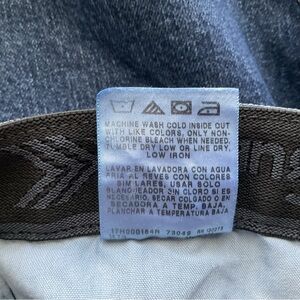 MACHINE WASH COLD INSIDE OUT
WITH LIKE COLORS, ONLY NON-
CHLORINE BLEACH WHEN NEEDED.
TUMBLE DRY LOW OR LINE DRY,
LOW IRON
LAVAR EN LAVADORA CON AGUA
FRIA AL REVES CON COLORES
SIMILARES, USAR SOLO
BLANQUEADOR SIN CLORO SI ES
NECESARIO, SECAR COLGADO O EN
SECADORA A TEMP. BAJA,
PLANCHAR A TEMPERATURA BAJA
73049